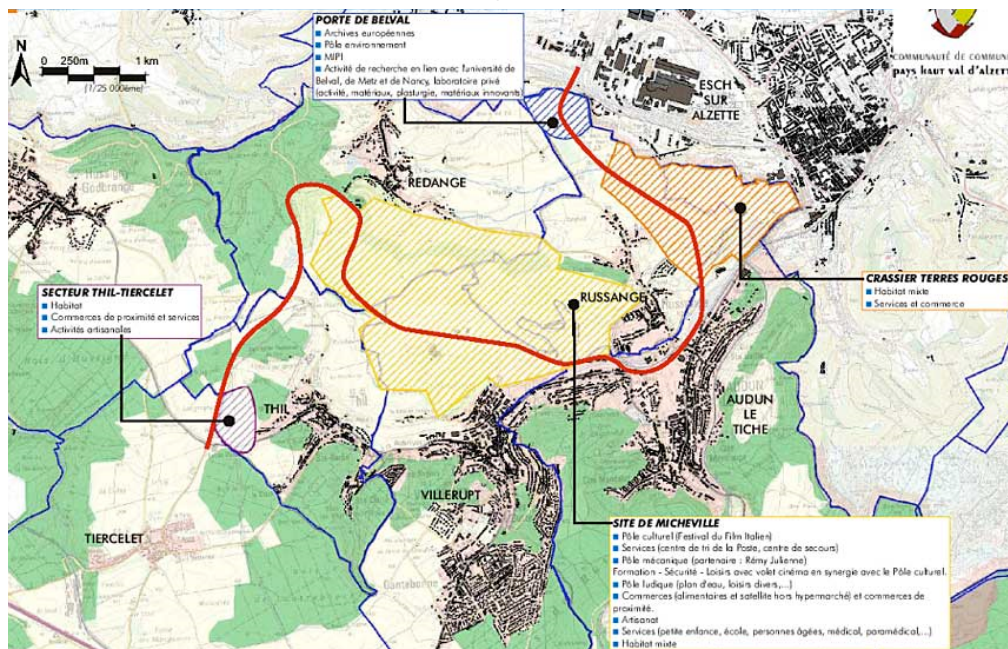 PORTE DE BELVAL
Archives européennes
Pôle environnement
MIPI
Activité de recherche en lien avec l'université de
Belval, de Metz et de Nancy, laboratoire privé
(activité, matériaux, plasturgie, matériaux innovants)
N
0 250m 1 km
(1/25 000ème)
COMMUNAUTÉ DE COMMUN
pays haut val d'alzet
ESCH
SUR
ALZETTE
REDANGE
SECTEUR THIL-TIERCELET
Habitat
Commerces de proximité et services
Activités artisanales
CRASSIER TERRES ROUGES
Habitat mixte
Services et commerce
RUSSANGE
THIL
AUDUN
LE
TICHE
VILLERUPT
TIERCELET
SITE DE MICHEVILLE
Pôle culturel (Festival du Film Italien)
Services (centre de tri de la Poste, centre de secours)
Pôle mécanique (partenaire : Rémy Julienne)
Formation - Sécurité - Loisirs avec volet cinéma en synergie avec le Pôle culturel.
Pôle ludique (plan d'eau, loisirs divers,...)
Commerces (alimentaires et satellite hors hypermarché) et commerces de
proximité.
Artisanat
Services (petite enfance, école, personnes âgées, médical, paramédical,...)
Habitat mixte